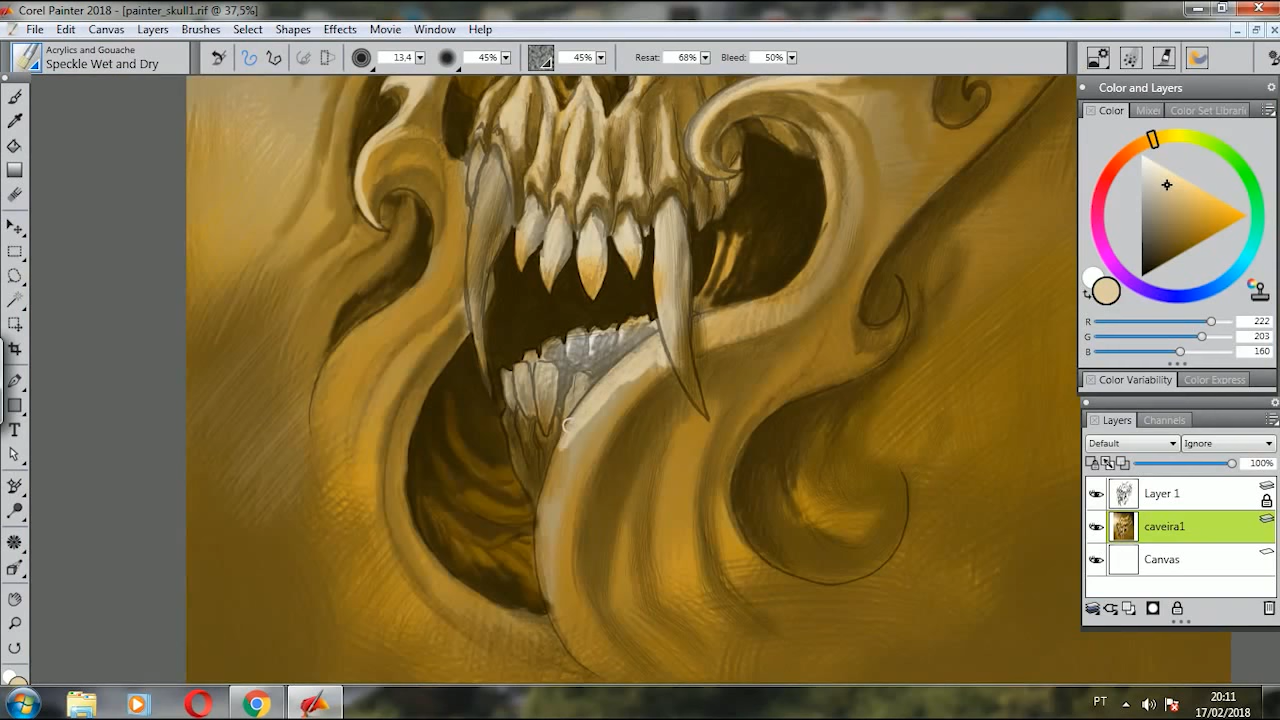 Corel Painter 2018 - [painter_skull1.rif @ 37,5%]
File Edit Canvas Layers Brushes Select Shapes Effects Movie Window Help
Acrylics and Gouache
Speckle Wet and Dry
13,4 45% 45% Resat: 68% Bleed: 50%
Color and Layers
Color Mixer Color Set Librari
R 222
G 203
B 160
Color Variability Color Express
Layers Channels
Default Ignore
100%
Layer 1
caveira1
Canvas
T
PT
20:11
17/02/2018